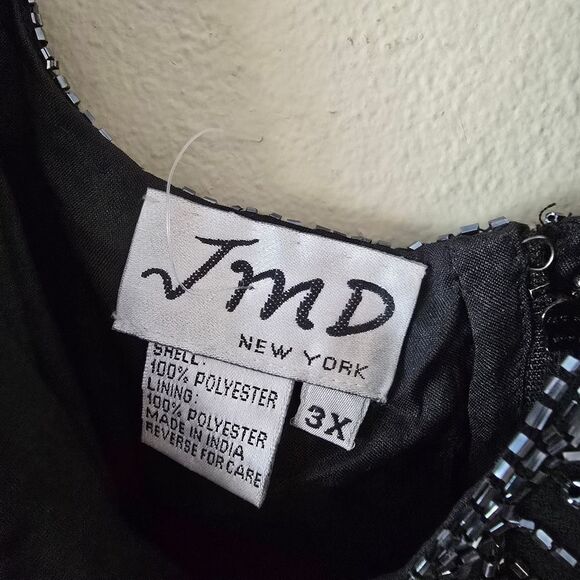 JMD
NEW YORK
SHELL:
100% POLYESTER
LINING:
100% POLYESTER
MADE IN INDIA
REVERSE FOR CARE
3X